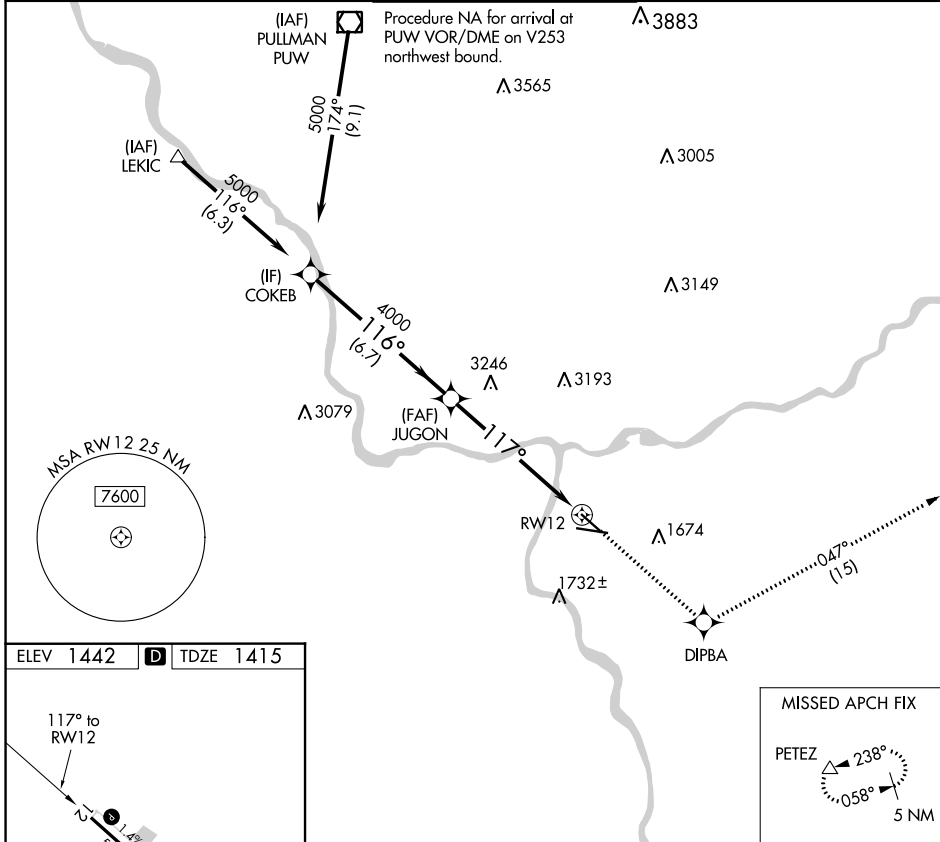 (IAF)
PULLMAN
PUW
Procedure NA for arrival at
PUW VOR/DME on V253
northwest bound.
3883
3565
3005
3149
5000
174°
(9.1)
(IAF)
LEKIC
5000
116°
(6.3)
(IF)
COKEB
4000
116°
(6.7)
3246
3193
3079
(FAF)
JUGON
117°
MSA RW12 25 NM
7600
RW12
1674
1732±
047°
(15)
DIPBA
ELEV 1442
D
TDZE 1415
117° to
RW12
12
P
1.4%
MISSED APCH FIX
PETEZ
238°
058°
5 NM